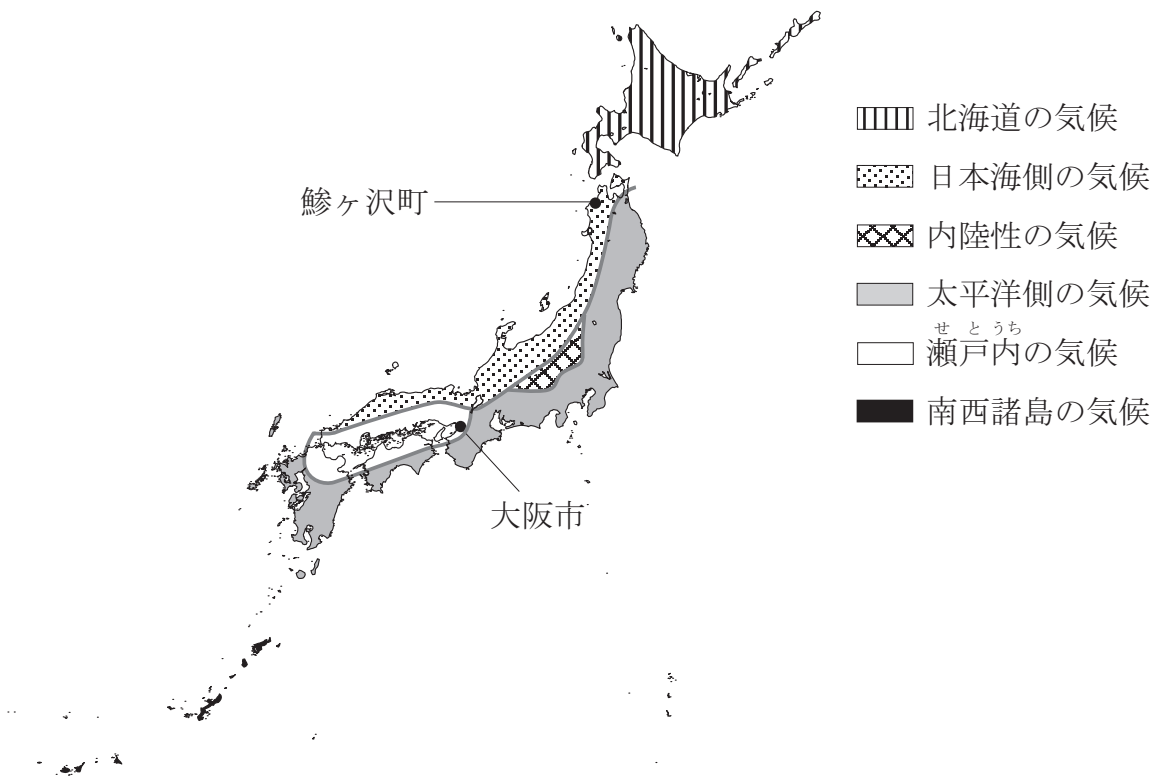 北海道の気候
日本海側の気候
鰺ヶ沢町
内陸性の気候
太平洋側の気候
せとうち
瀬戸内の気候
南西諸島の気候
大阪市